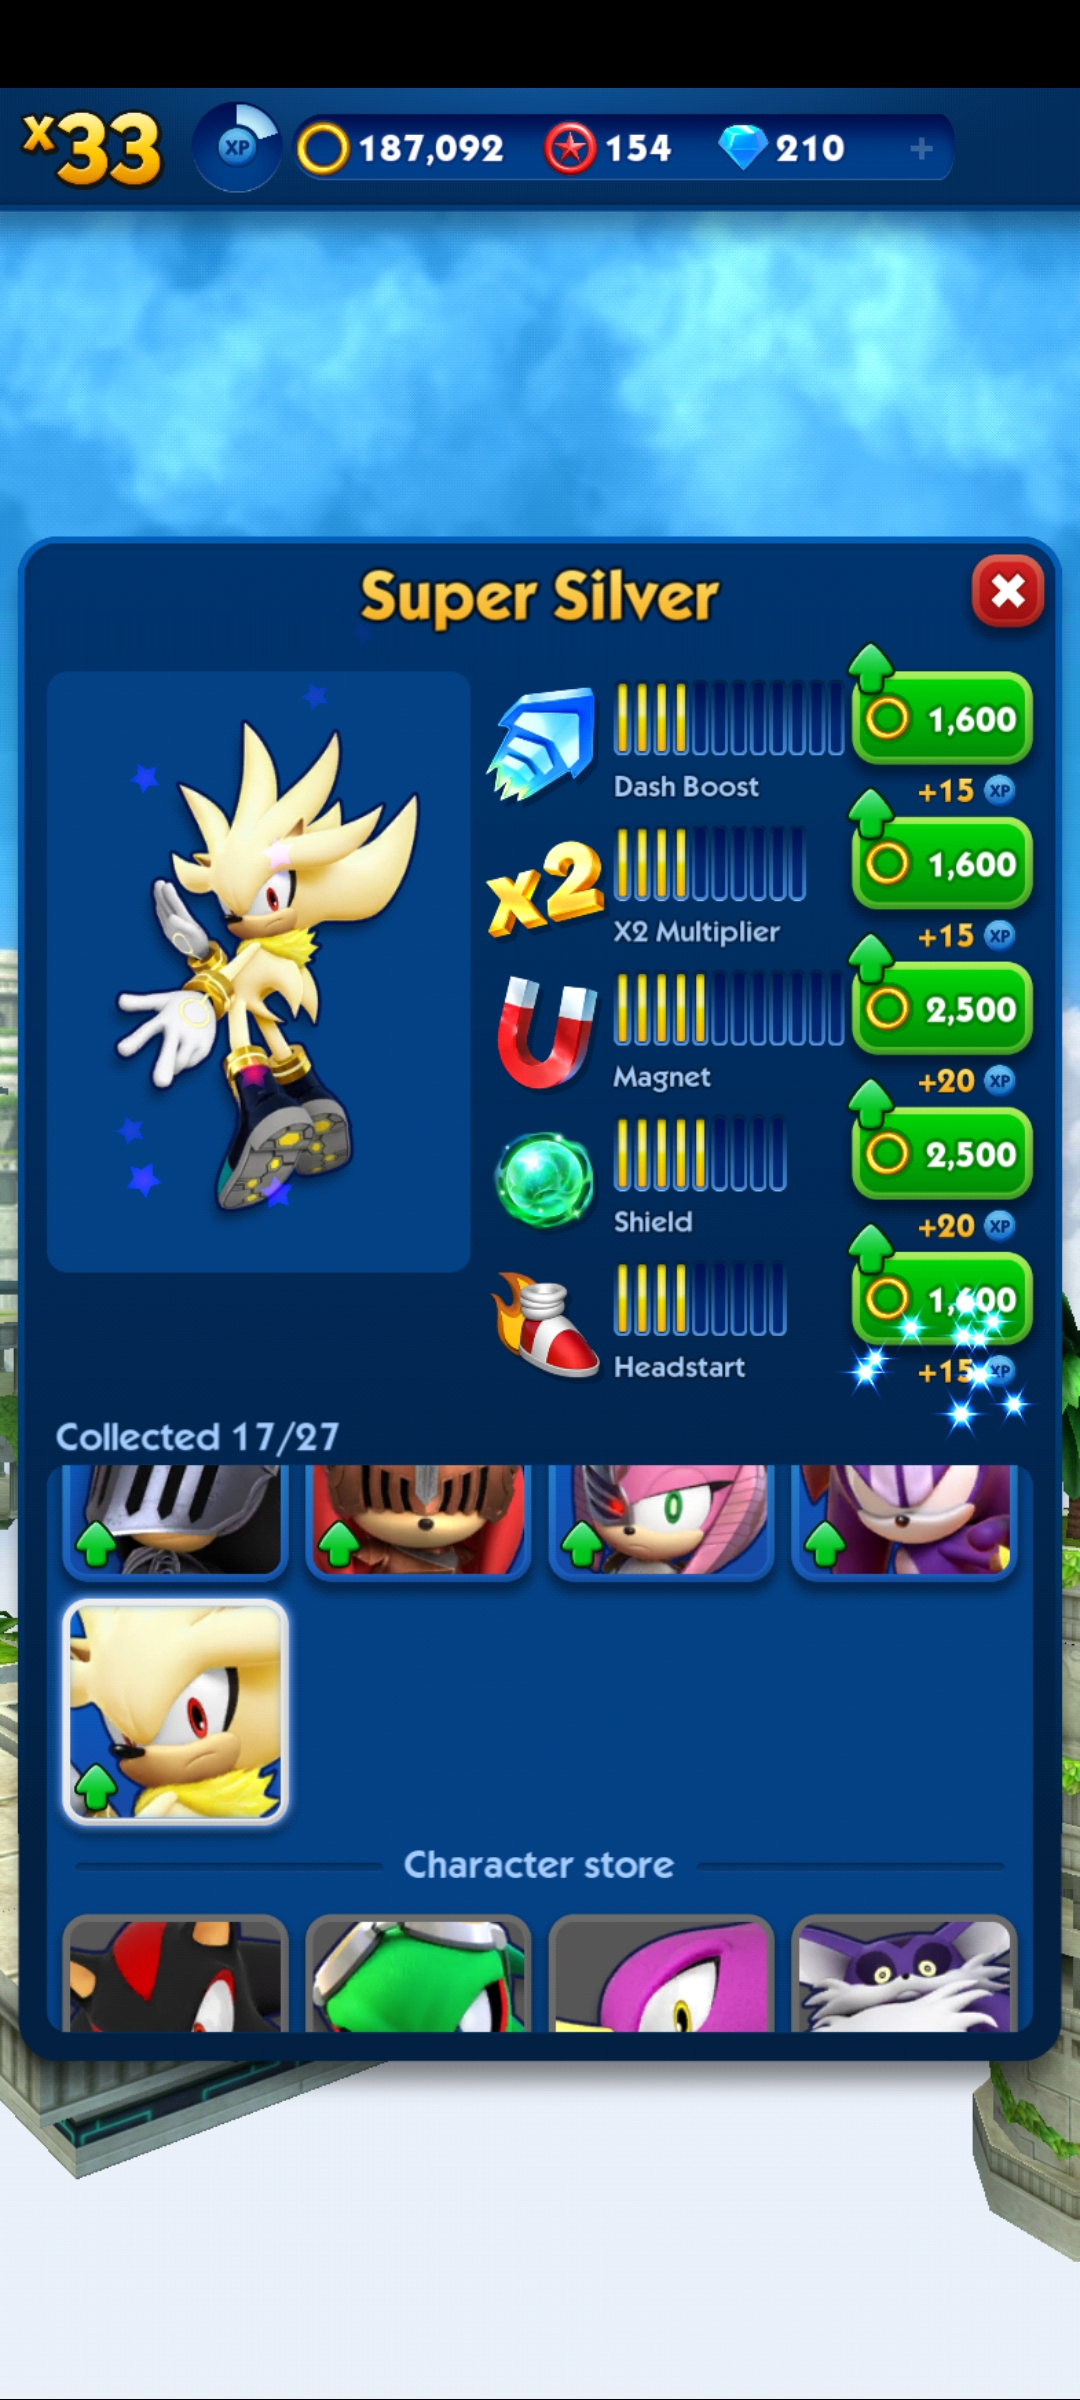 x33 XP 187,092 154 210 +
Super Silver
1,600
Dash Boost
+15 XP
x2
1,600
X2 Multiplier
+15 XP
2,500
Magnet
+20 XP
2,500
Shield
+20 XP
1,600
Headstart
+15 XP
Collected 17/27
Character store